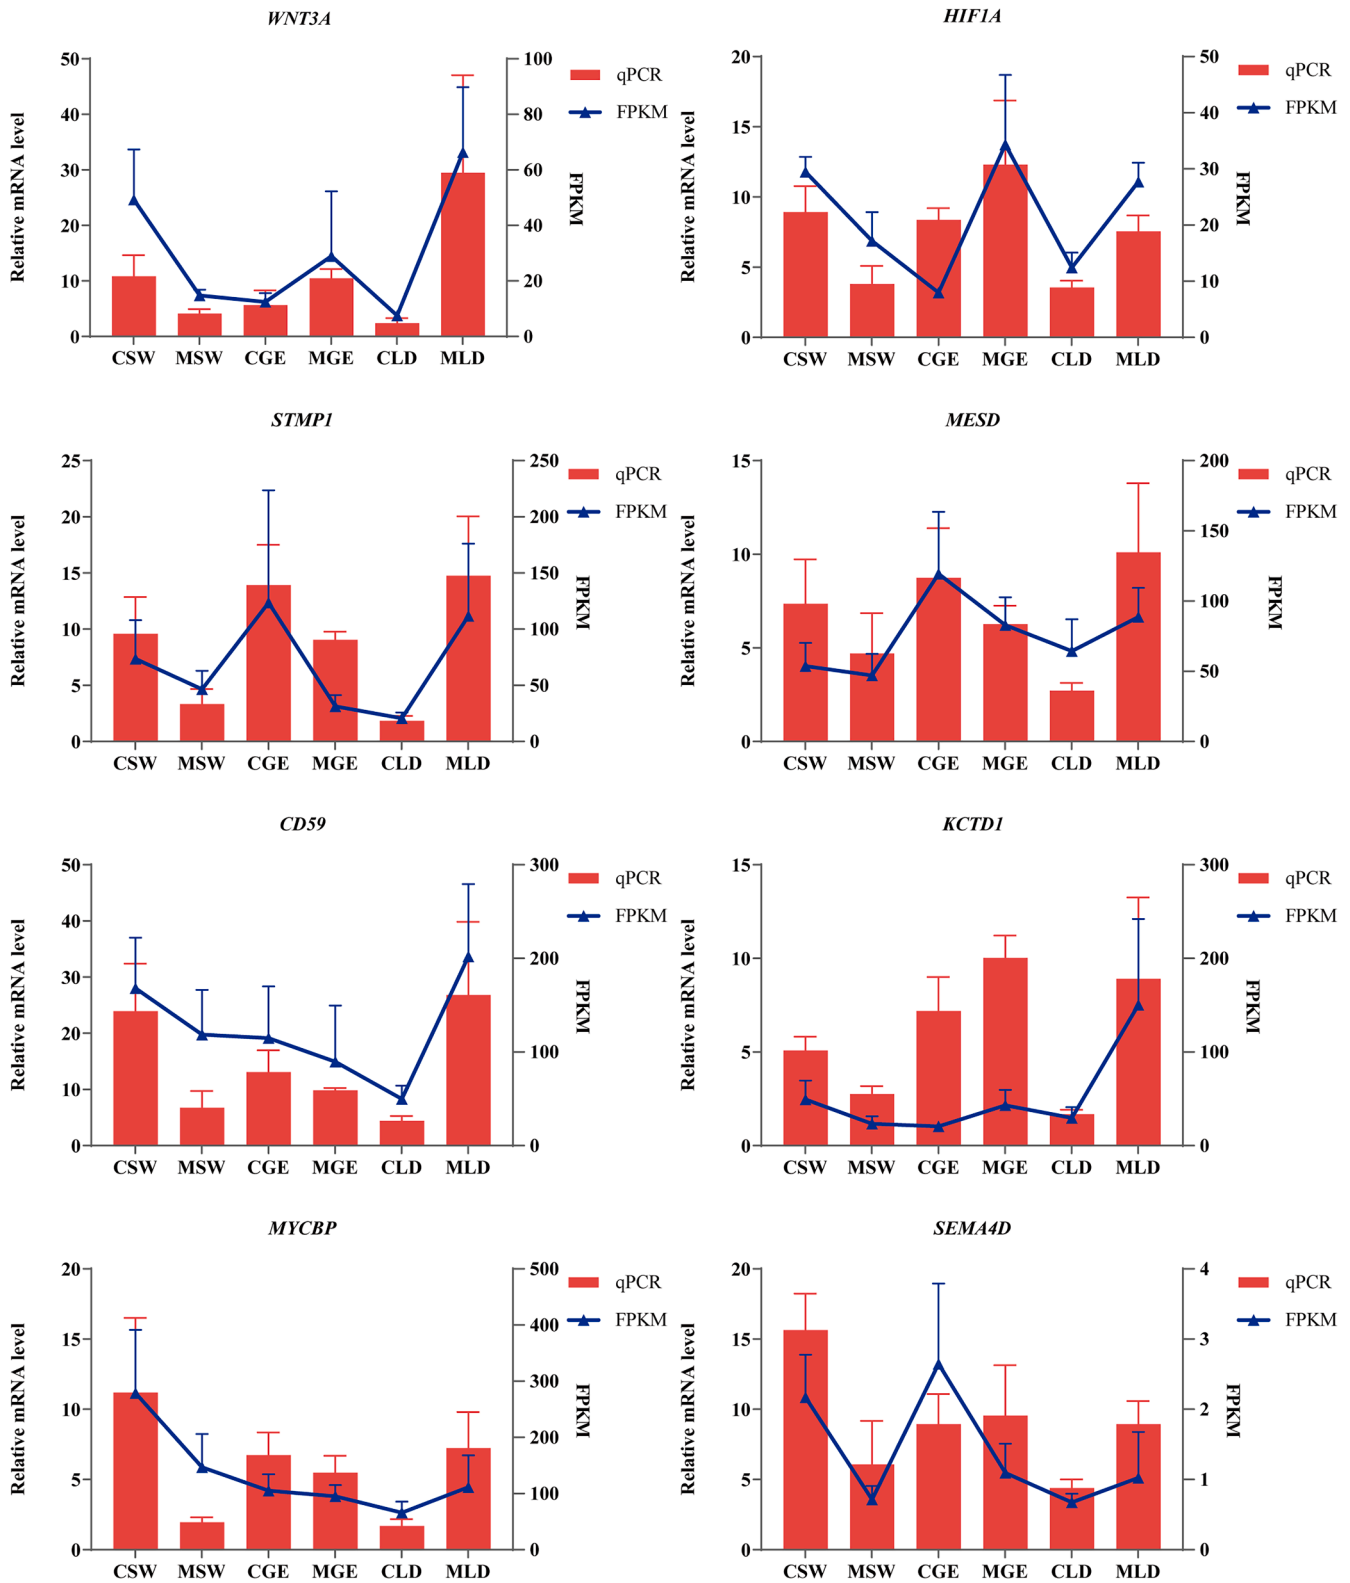 WNT3A
Relative mRNA level
50
40
30
20
10
0
100
80
60
40
20
0
FPKM
qPCR
FPKM
CSW MSW CGE MGE CLD MLD
HIF1A
Relative mRNA level
20
15
10
5
0
50
40
30
20
10
0
FPKM
qPCR
FPKM
CSW MSW CGE MGE CLD MLD
STMP1
Relative mRNA level
25
20
15
10
5
0
250
200
150
100
50
0
FPKM
qPCR
FPKM
CSW MSW CGE MGE CLD MLD
MESD
Relative mRNA level
15
10
5
0
200
150
100
50
0
FPKM
qPCR
FPKM
CSW MSW CGE MGE CLD MLD
CD59
Relative mRNA level
50
40
30
20
10
0
300
200
100
0
FPKM
qPCR
FPKM
CSW MSW CGE MGE CLD MLD
KCTD1
Relative mRNA level
15
10
5
0
300
200
100
0
FPKM
qPCR
FPKM
CSW MSW CGE MGE CLD MLD
MYCBP
Relative mRNA level
20
15
10
5
0
500
400
300
200
100
0
FPKM
qPCR
FPKM
CSW MSW CGE MGE CLD MLD
SEMA4D
Relative mRNA level
20
15
10
5
0
4
3
2
1
0
FPKM
qPCR
FPKM
CSW MSW CGE MGE CLD MLD